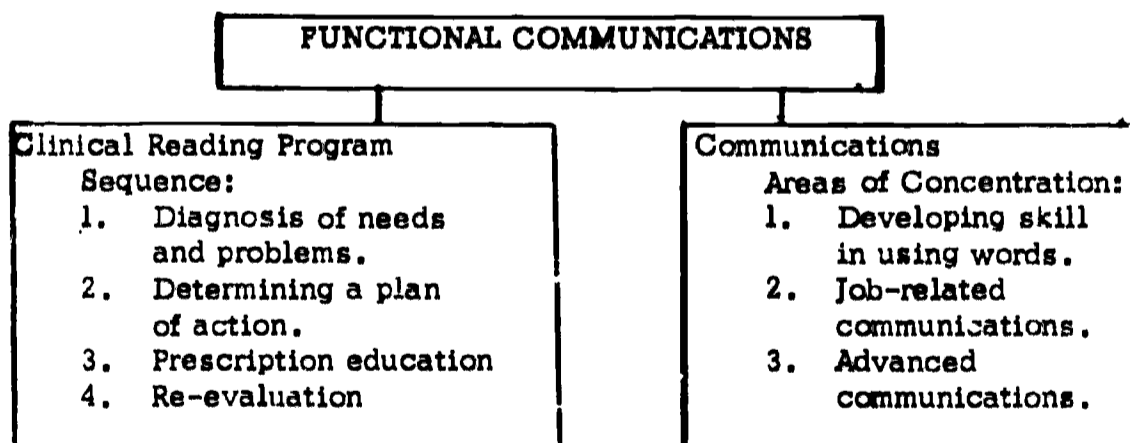 FUNCTIONAL COMMUNICATIONS
Clinical Reading Program
Sequence:
1. Diagnosis of needs
and problems.
2. Determining a plan
of action.
3. Prescription education
4. Re-evaluation
Communications
Areas of Concentration:
1. Developing skill
in using words.
2. Job-related
communications.
3. Advanced
communications.